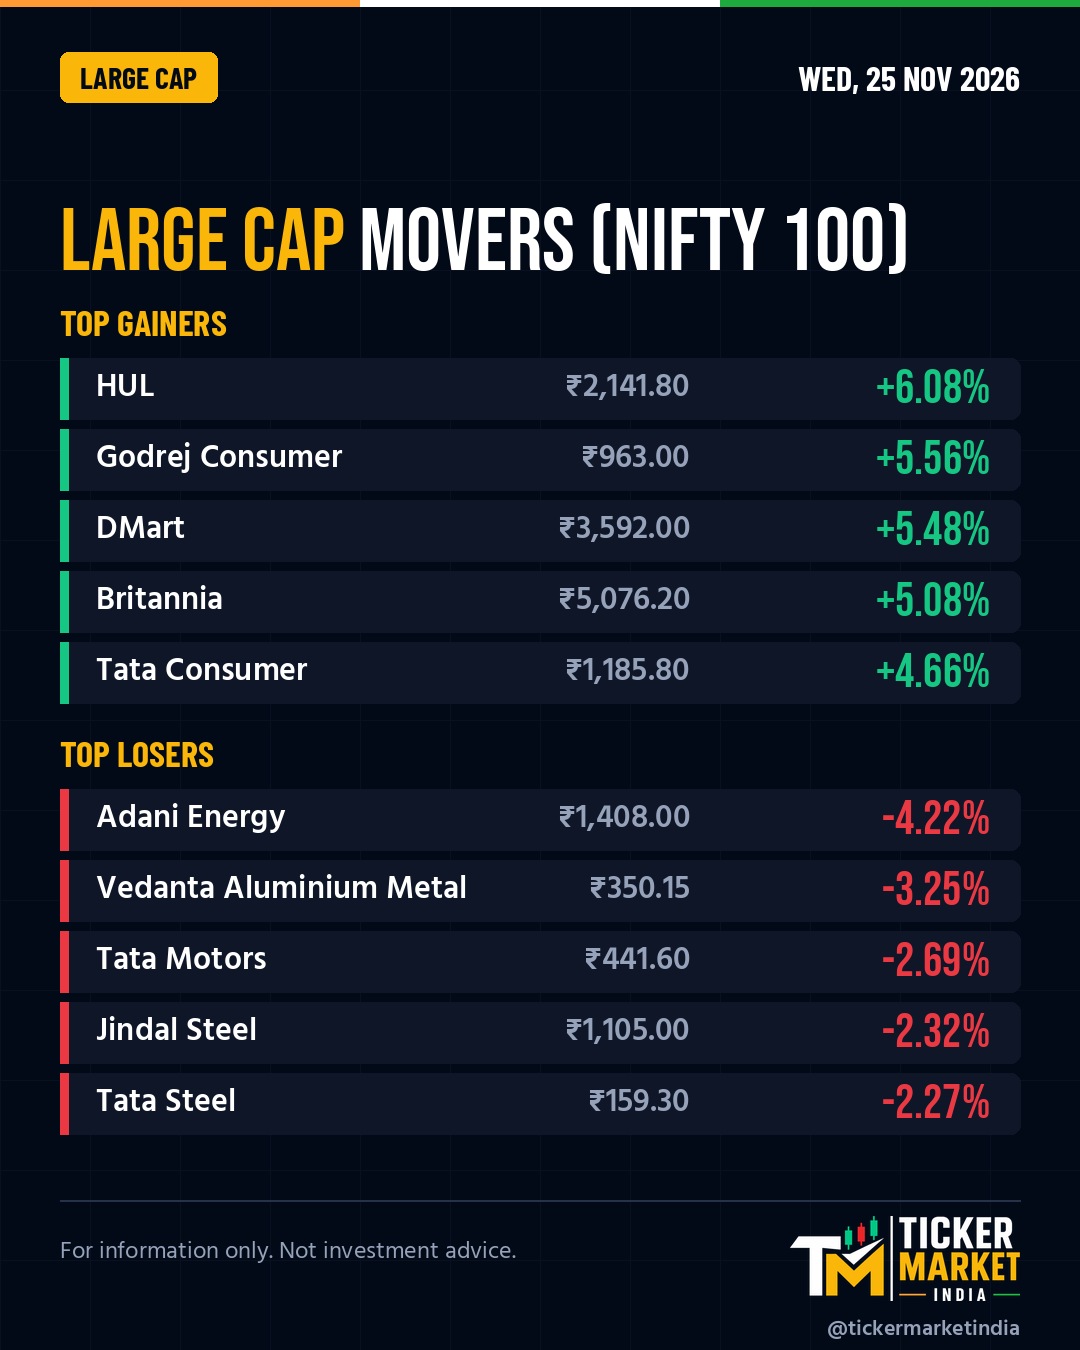 LARGE CAP
WED, 25 NOV 2026
LARGE CAP MOVERS (NIFTY 100)
TOP GAINERS
HUL ₹2,141.80 +6.08%
Godrej Consumer ₹963.00 +5.56%
DMart ₹3,592.00 +5.48%
Britannia ₹5,076.20 +5.08%
Tata Consumer ₹1,185.80 +4.66%
TOP LOSERS
Adani Energy ₹1,408.00 -4.22%
Vedanta Aluminium Metal ₹350.15 -3.25%
Tata Motors ₹441.60 -2.69%
Jindal Steel ₹1,105.00 -2.32%
Tata Steel ₹159.30 -2.27%
For information only. Not investment advice.
TM
TICKER
MARKET
INDIA
@tickermarketindia